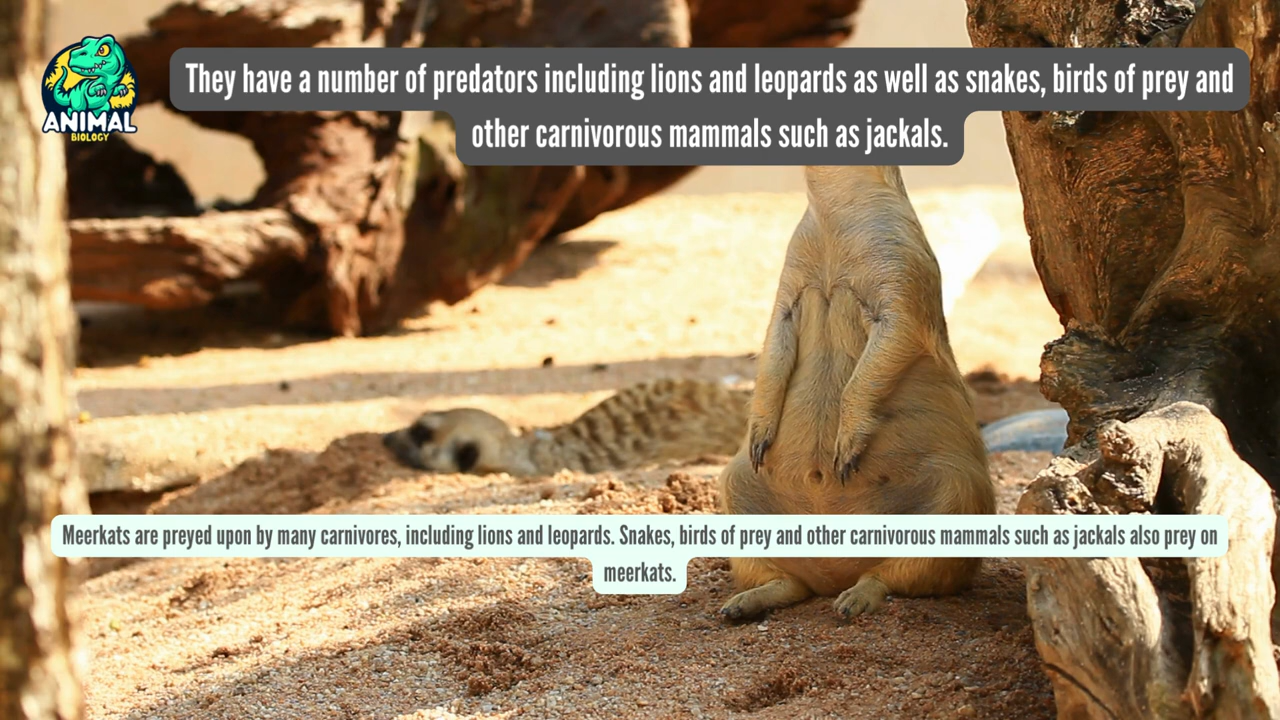 ANIMAL
BIOLOGY
They have a number of predators including lions and leopards as well as snakes, birds of prey and
other carnivorous mammals such as jackals.
Meerkats are preyed upon by many carnivores, including lions and leopards. Snakes, birds of prey and other carnivorous mammals such as jackals also prey on
meerkats.